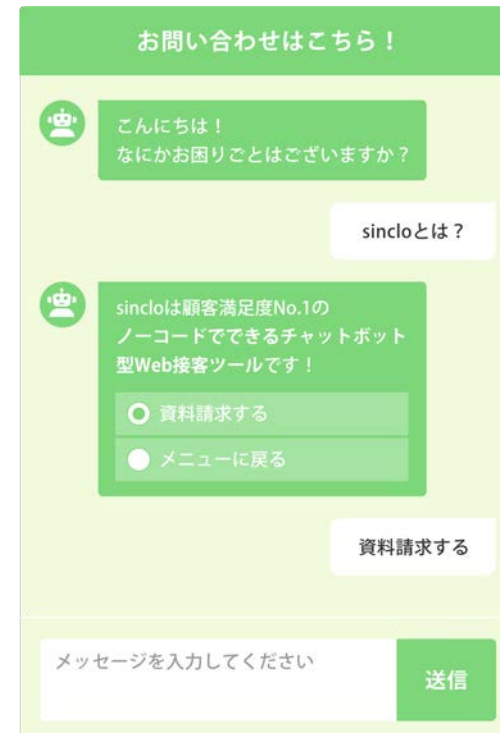 お問い合わせはこちら！
こんにちは！
なにかお困りごとはございますか？
sincloとは？
sincloは顧客満足度No.1の
ノーコードでできるチャットボット
型Web接客ツールです！
資料請求する
メニューに戻る
資料請求する
メッセージを入力してください
送信